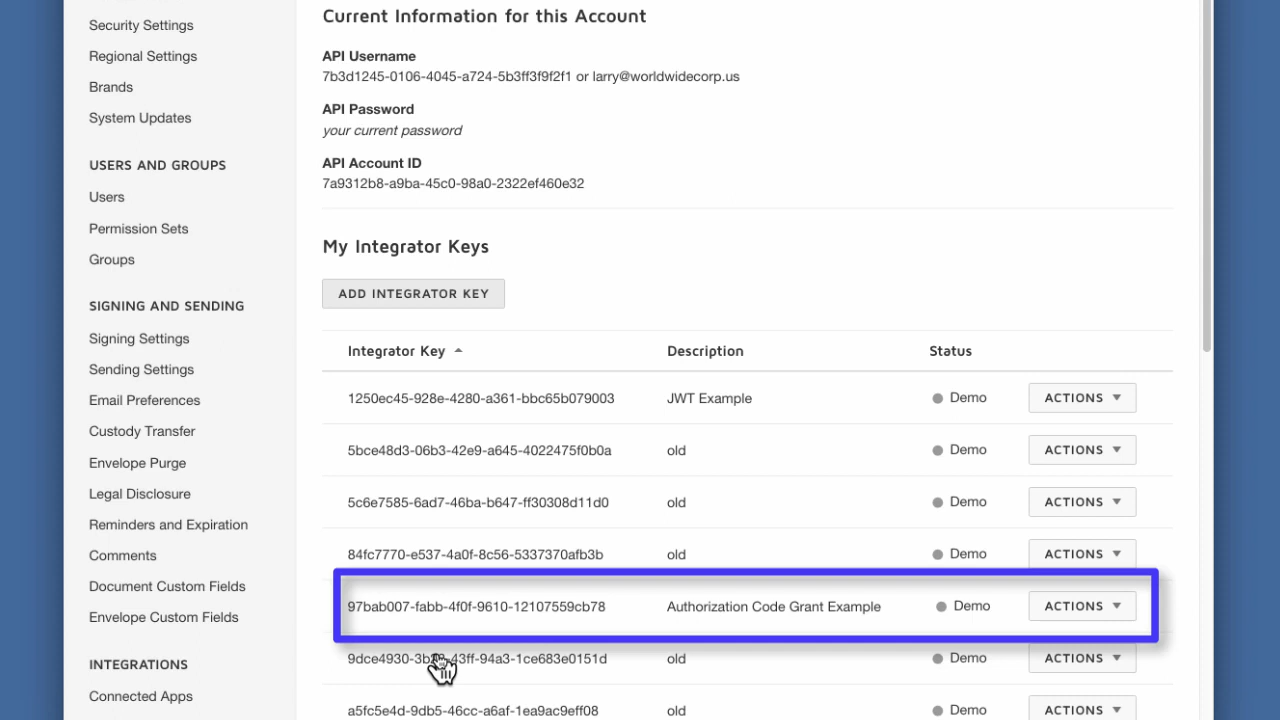 Security Settings
Regional Settings
Brands
System Updates
USERS AND GROUPS
Users
Permission Sets
Groups
SIGNING AND SENDING
Signing Settings
Sending Settings
Email Preferences
Custody Transfer
Envelope Purge
Legal Disclosure
Reminders and Expiration
Comments
Document Custom Fields
Envelope Custom Fields
INTEGRATIONS
Connected Apps
Current Information for this Account
API Username
7b3d1245-0106-4045-a724-5b3ff3f9f2f1 or larry@worldwidecorp.us
API Password
your current password
API Account ID
7a9312b8-a9ba-45c0-98a0-2322ef460e32
My Integrator Keys
ADD INTEGRATOR KEY
Integrator Key Description Status
1250ec45-928e-4280-a361-bbc65b079003 JWT Example Demo ACTIONS
5bce48d3-06b3-42e9-a645-4022475f0b0a old Demo ACTIONS
5c6e7585-6ad7-46ba-b647-ff30308d11d0 old Demo ACTIONS
84fc7770-e537-4a0f-8c56-5337370afb3b old Demo ACTIONS
97bab007-fabb-4f0f-9610-12107559cb78 Authorization Code Grant Example Demo ACTIONS
old Demo ACTIONS
a5fc5e4d-9db5-46cc-a6af-1ea9ac9eff08 old Demo ACTIONS